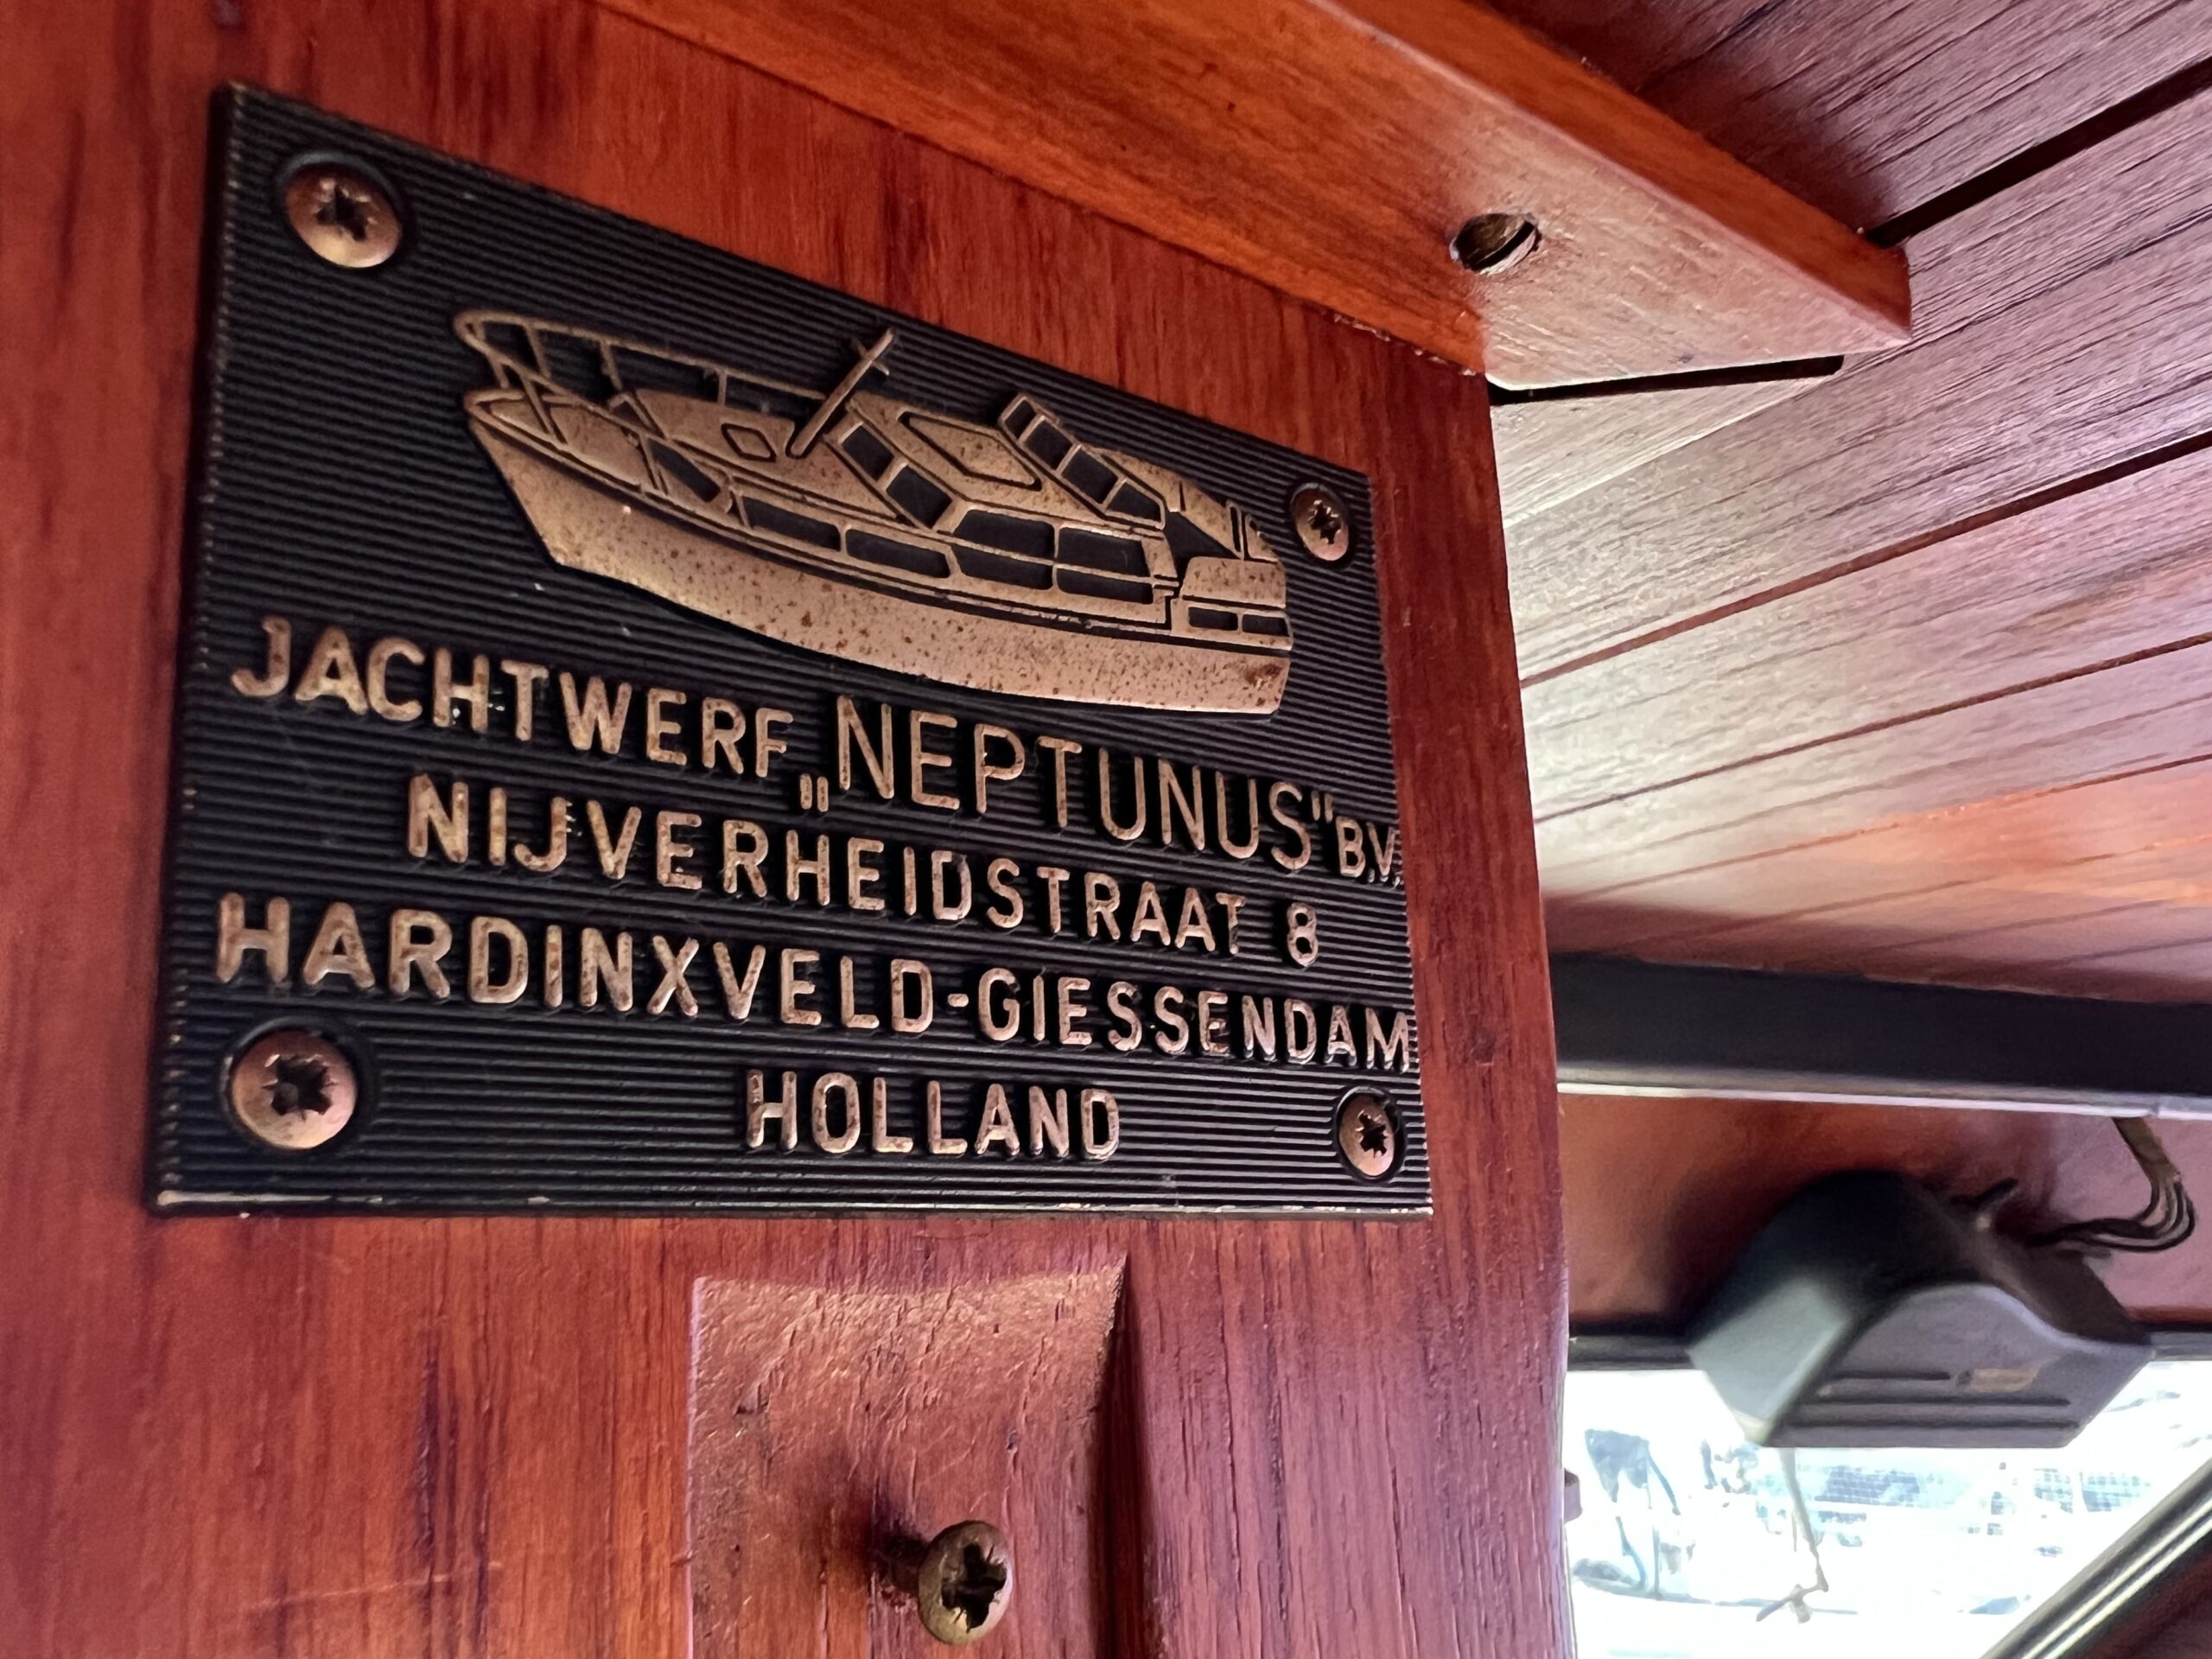 JACHTWERF „NEPTUNUS" B.V.
NIJVERHEIDSTRAAT 8
HARDINXVELD-GIESSENDAM
HOLLAND